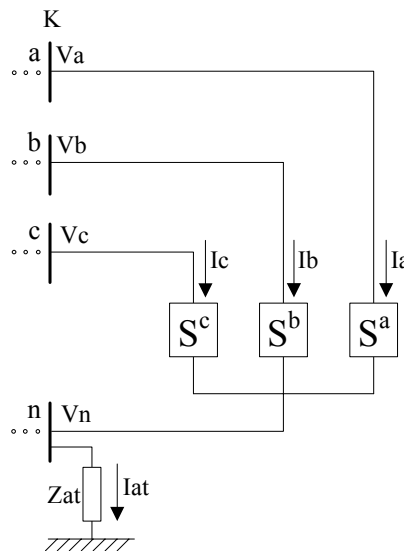 K
a Va
b Vb
c Vc
Ic Ib Ia
S^c S^b S^a
n Vn
Zat Iat